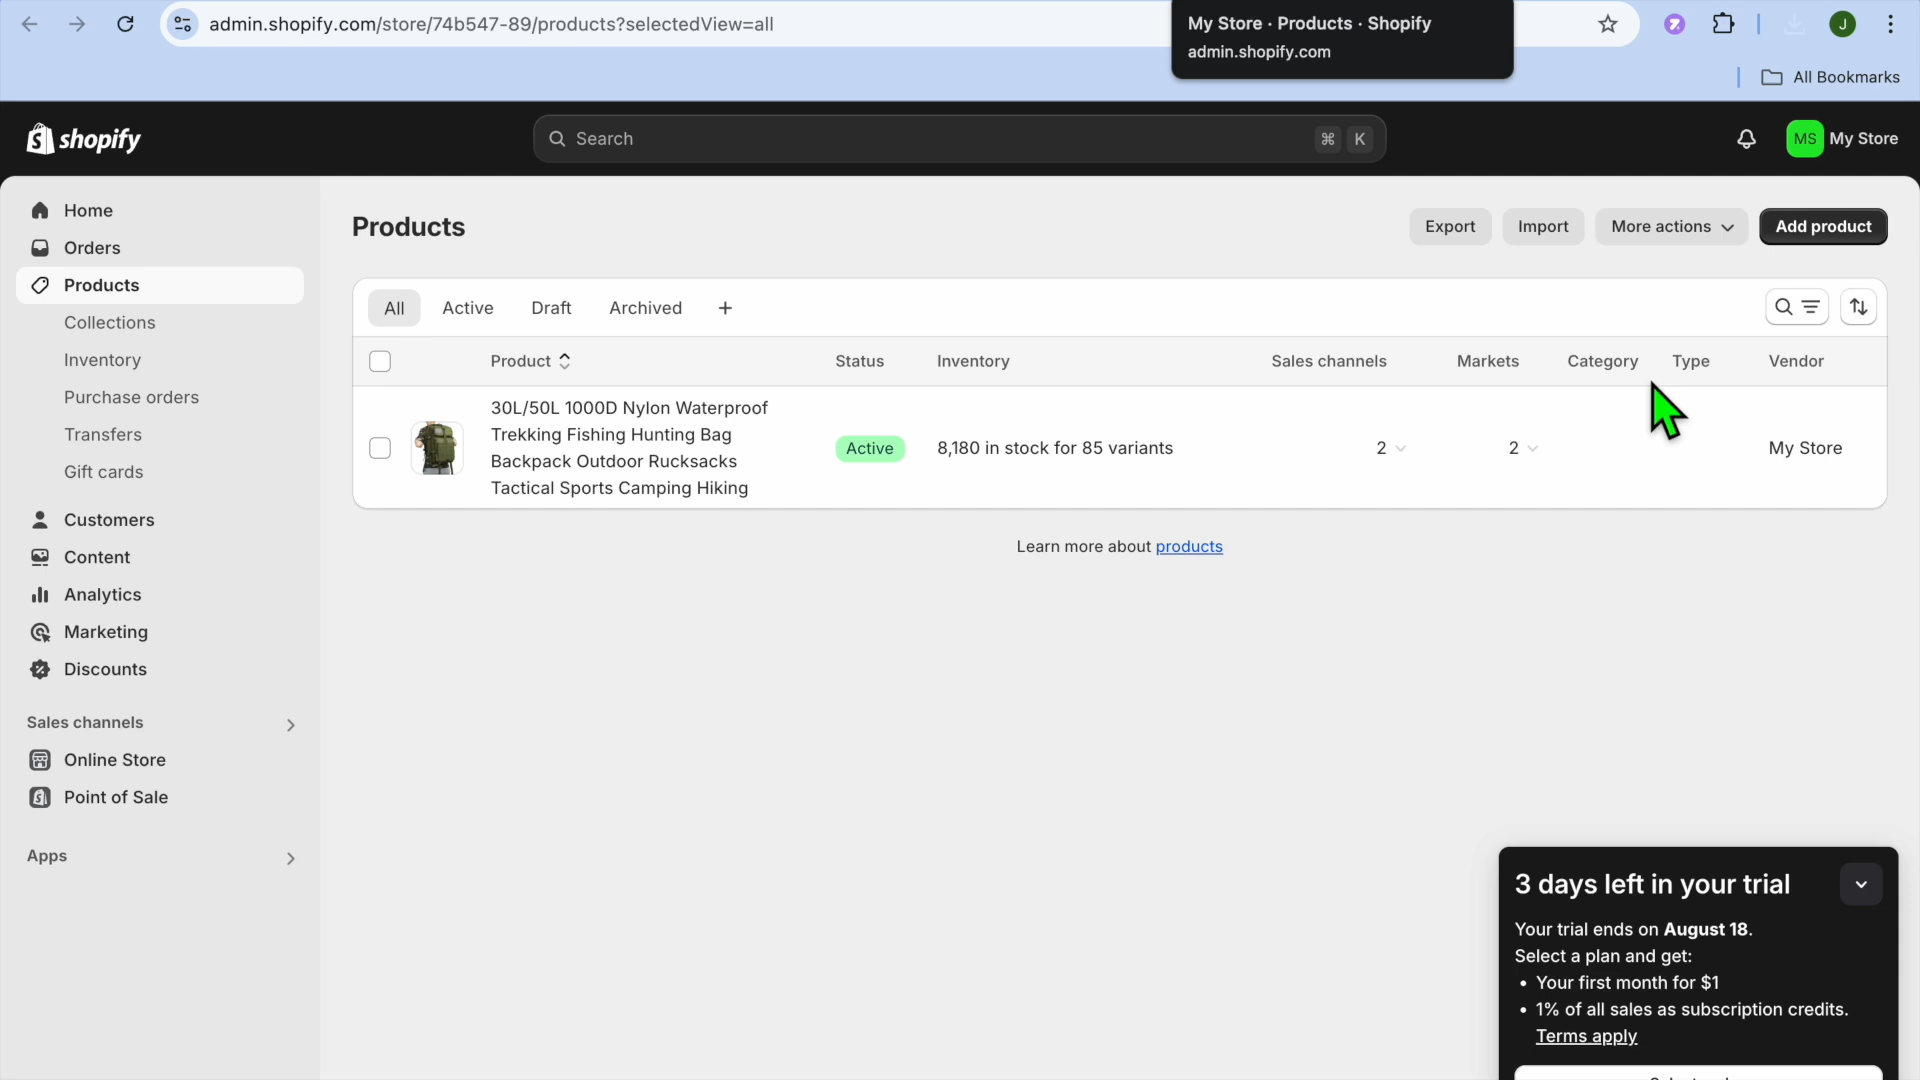 admin.shopify.com/store/74b547-89/products?selectedView=all
My Store · Products · Shopify
admin.shopify.com
J
All Bookmarks
shopify
Search
⌘ K
MS My Store
Home
Orders
Products
Collections
Inventory
Purchase orders
Transfers
Gift cards
Customers
Content
Analytics
Marketing
Discounts
Sales channels
Online Store
Point of Sale
Apps
Products
Export Import More actions Add product
All Active Draft Archived +
Product Status Inventory Sales channels Markets Category Type Vendor
30L/50L 1000D Nylon Waterproof
Trekking Fishing Hunting Bag
Backpack Outdoor Rucksacks
Tactical Sports Camping Hiking
Active 8,180 in stock for 85 variants 2 2 My Store
Learn more about products
3 days left in your trial
Your trial ends on August 18.
Select a plan and get:
• Your first month for $1
• 1% of all sales as subscription credits.
Terms apply